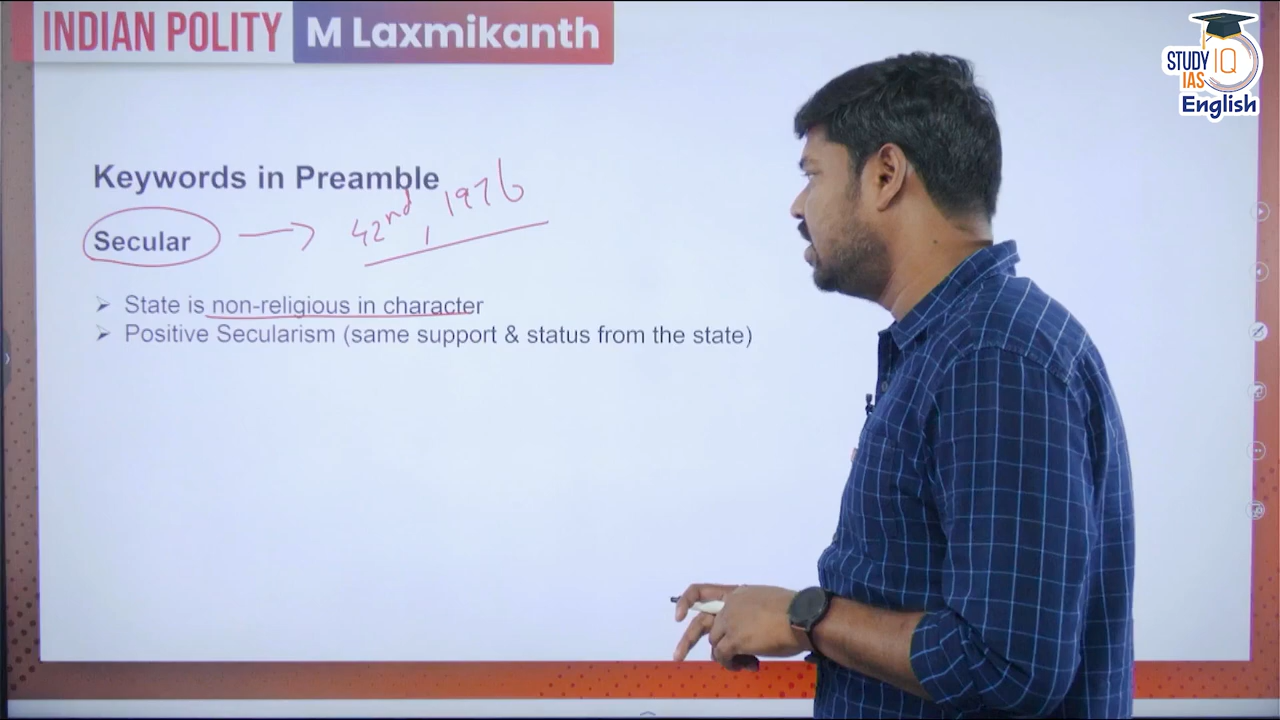 INDIAN POLITY M Laxmikanth
STUDY IQ
IAS
English
Keywords in Preamble
Secular → 42nd, 1976
➤ State is non-religious in character
➤ Positive Secularism (same support & status from the state)